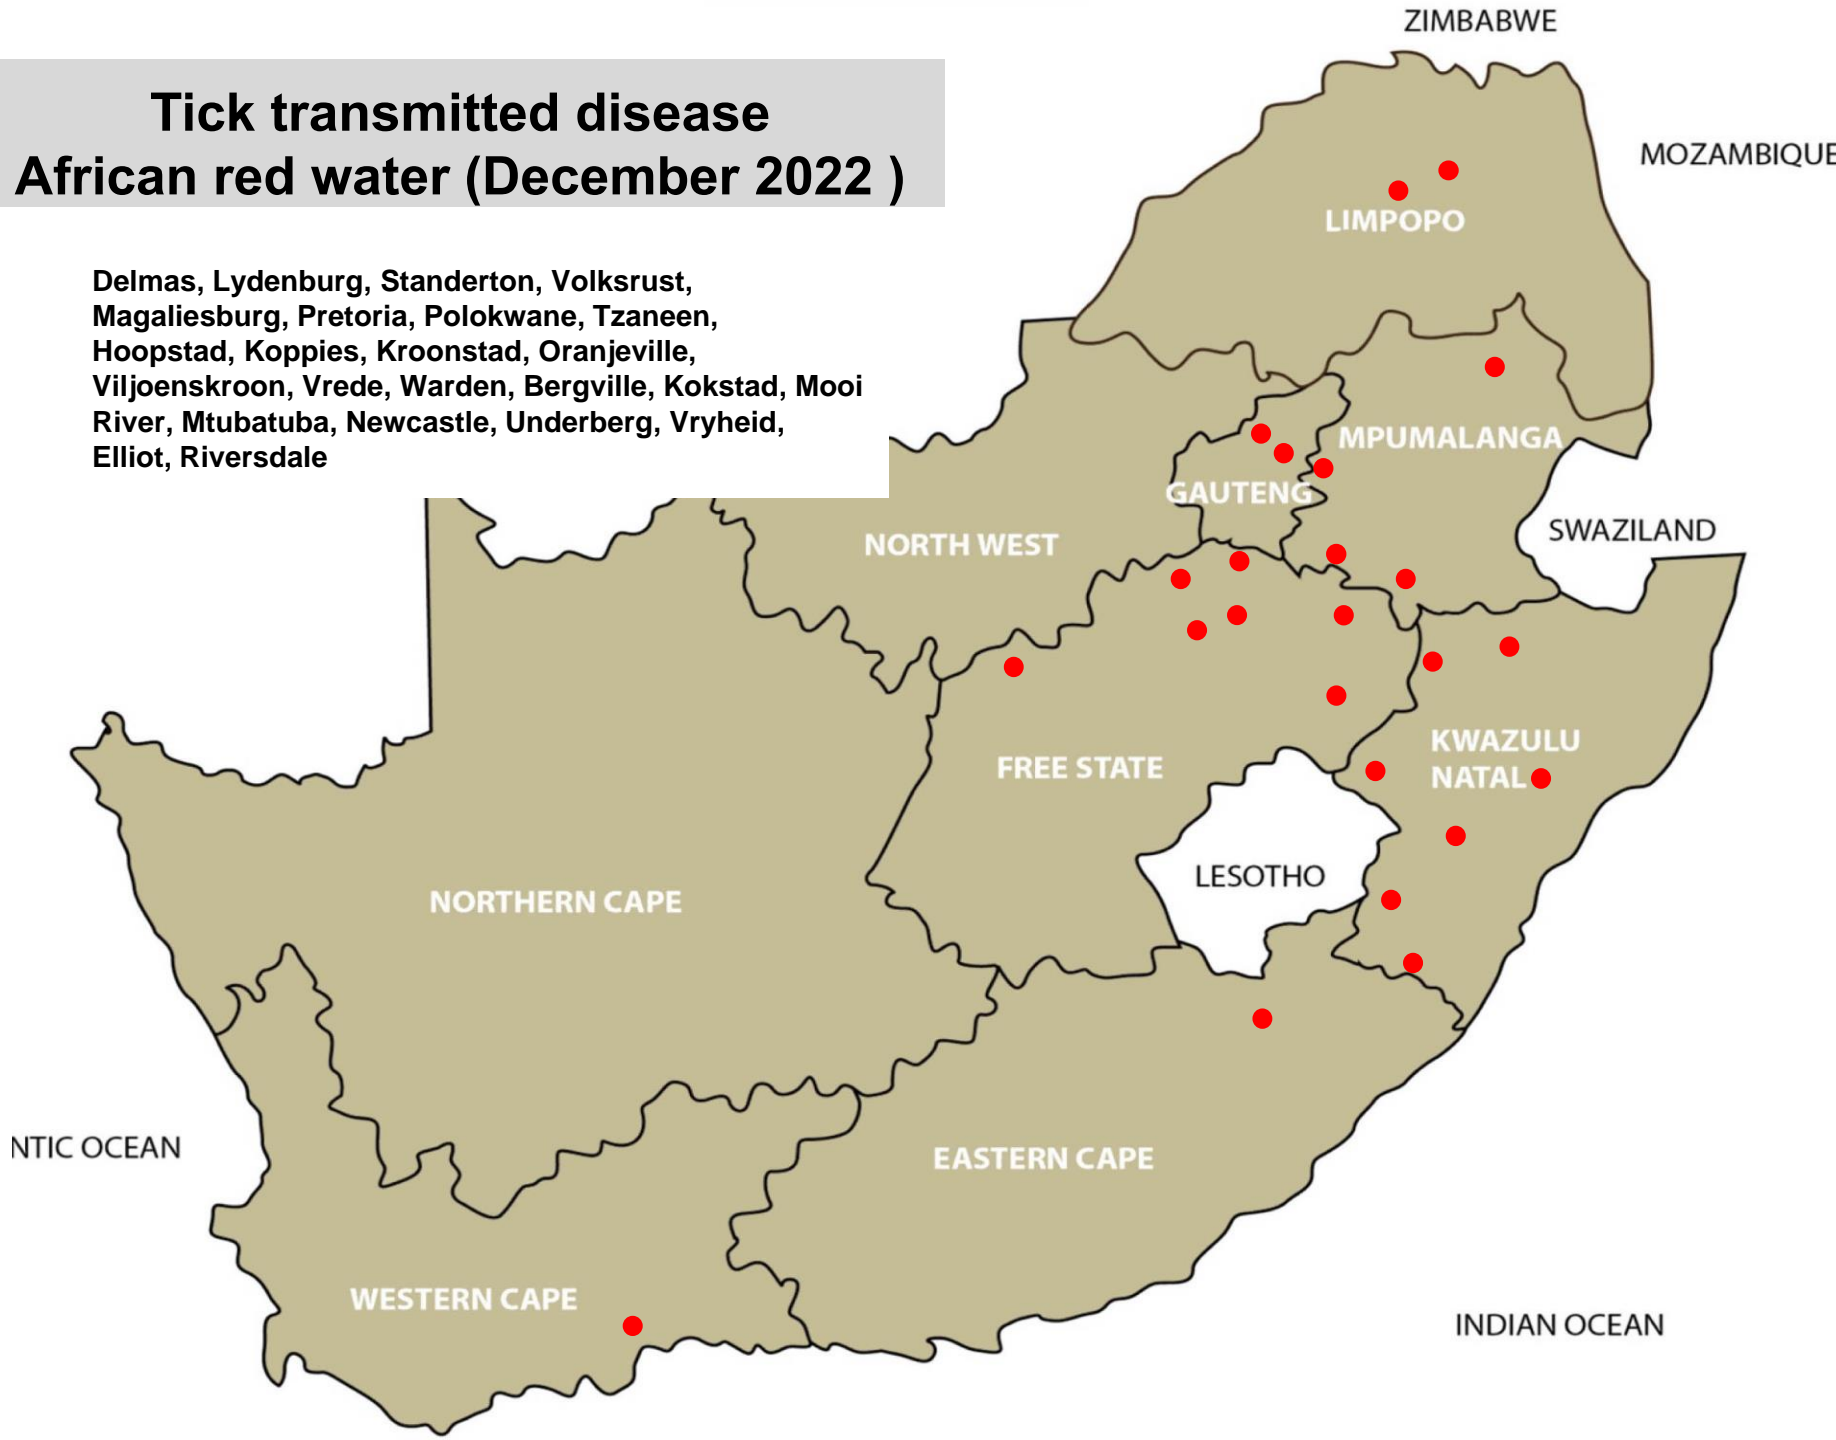 Tick transmitted disease
African red water (December 2022 )
Delmas, Lydenburg, Standerton, Volksrust,
Magaliesburg, Pretoria, Polokwane, Tzaneen,
Hoopstad, Koppies, Kroonstad, Oranjeville,
Viljoenskroon, Vrede, Warden, Bergville, Kokstad, Mooi
River, Mtubatuba, Newcastle, Underberg, Vryheid,
Elliot, Riversdale
ZIMBABWE
MOZAMBIQUE
LIMPOPO
MPUMALANGA
GAUTENG
SWAZILAND
NORTH WEST
KWAZULU
NATAL
FREE STATE
LESOTHO
NORTHERN CAPE
NTIC OCEAN
EASTERN CAPE
WESTERN CAPE
INDIAN OCEAN